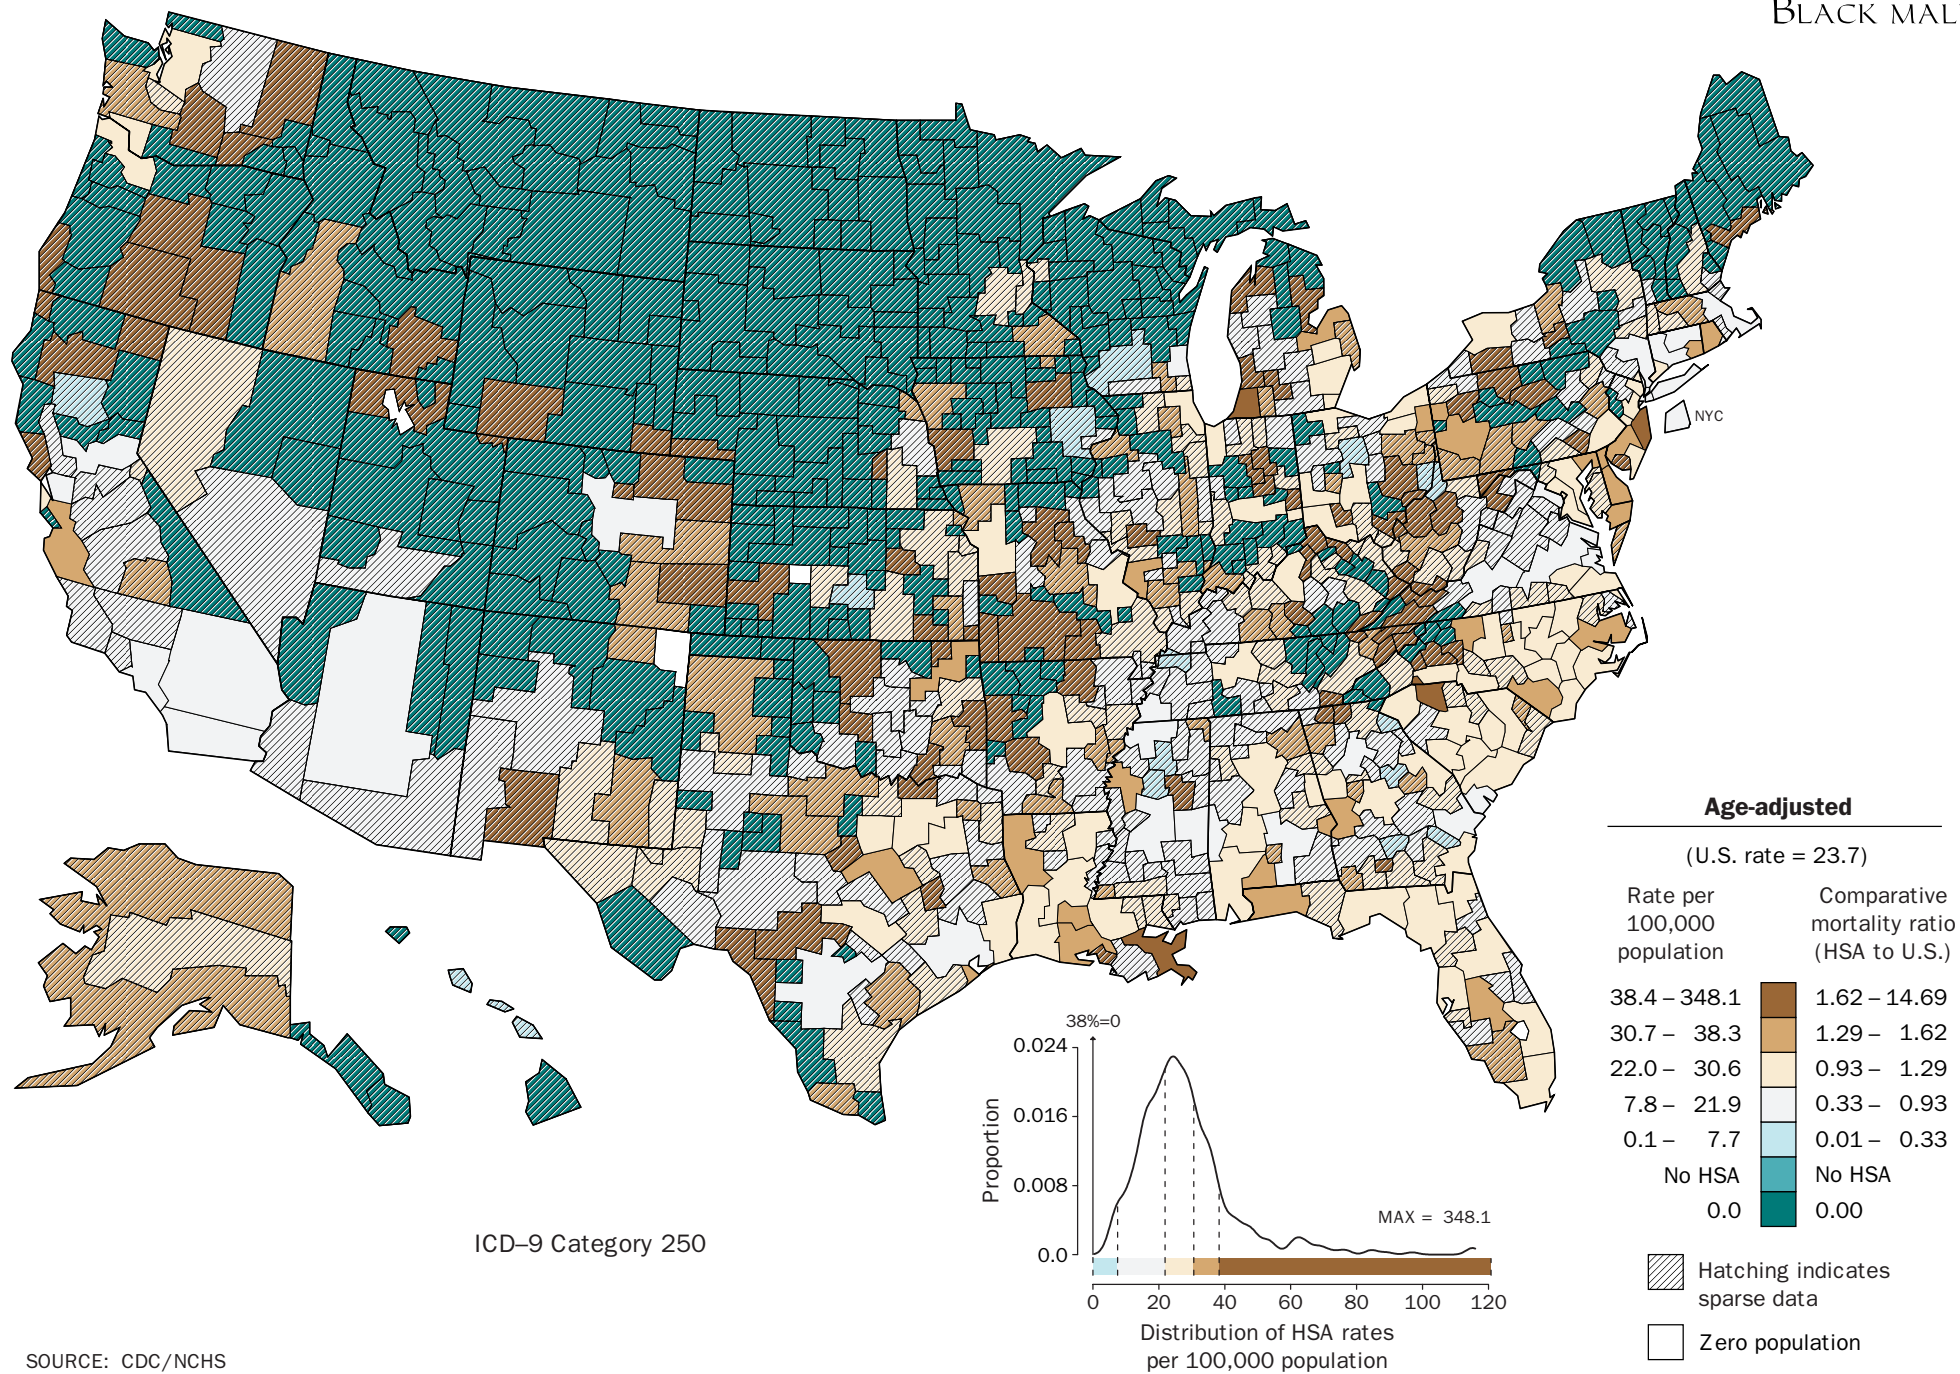 BLACK MAL
NYC
Age-adjusted
(U.S. rate = 23.7)
Rate per
100,000
population
Comparative
mortality ratio
(HSA to U.S.)
38.4 – 348.1 1.62 – 14.69
30.7 – 38.3 1.29 – 1.62
22.0 – 30.6 0.93 – 1.29
7.8 – 21.9 0.33 – 0.93
0.1 – 7.7 0.01 – 0.33
No HSA No HSA
0.0 0.00
Hatching indicates
sparse data
Zero population
38%=0
0.024
0.016
0.008
0.0
Proportion
MAX = 348.1
0 20 40 60 80 100 120
Distribution of HSA rates
per 100,000 population
ICD–9 Category 250
SOURCE: CDC/NCHS